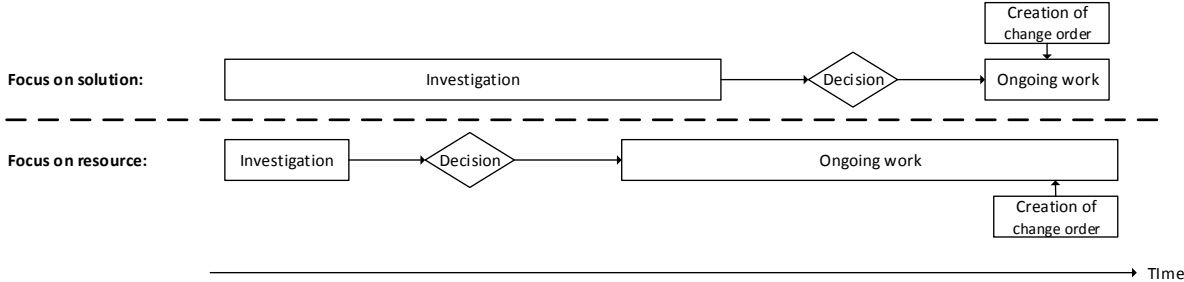 Creation of
change order
Focus on solution:
Investigation
Decision
Ongoing work
Focus on resource:
Investigation
Decision
Ongoing work
Creation of
change order
TIme